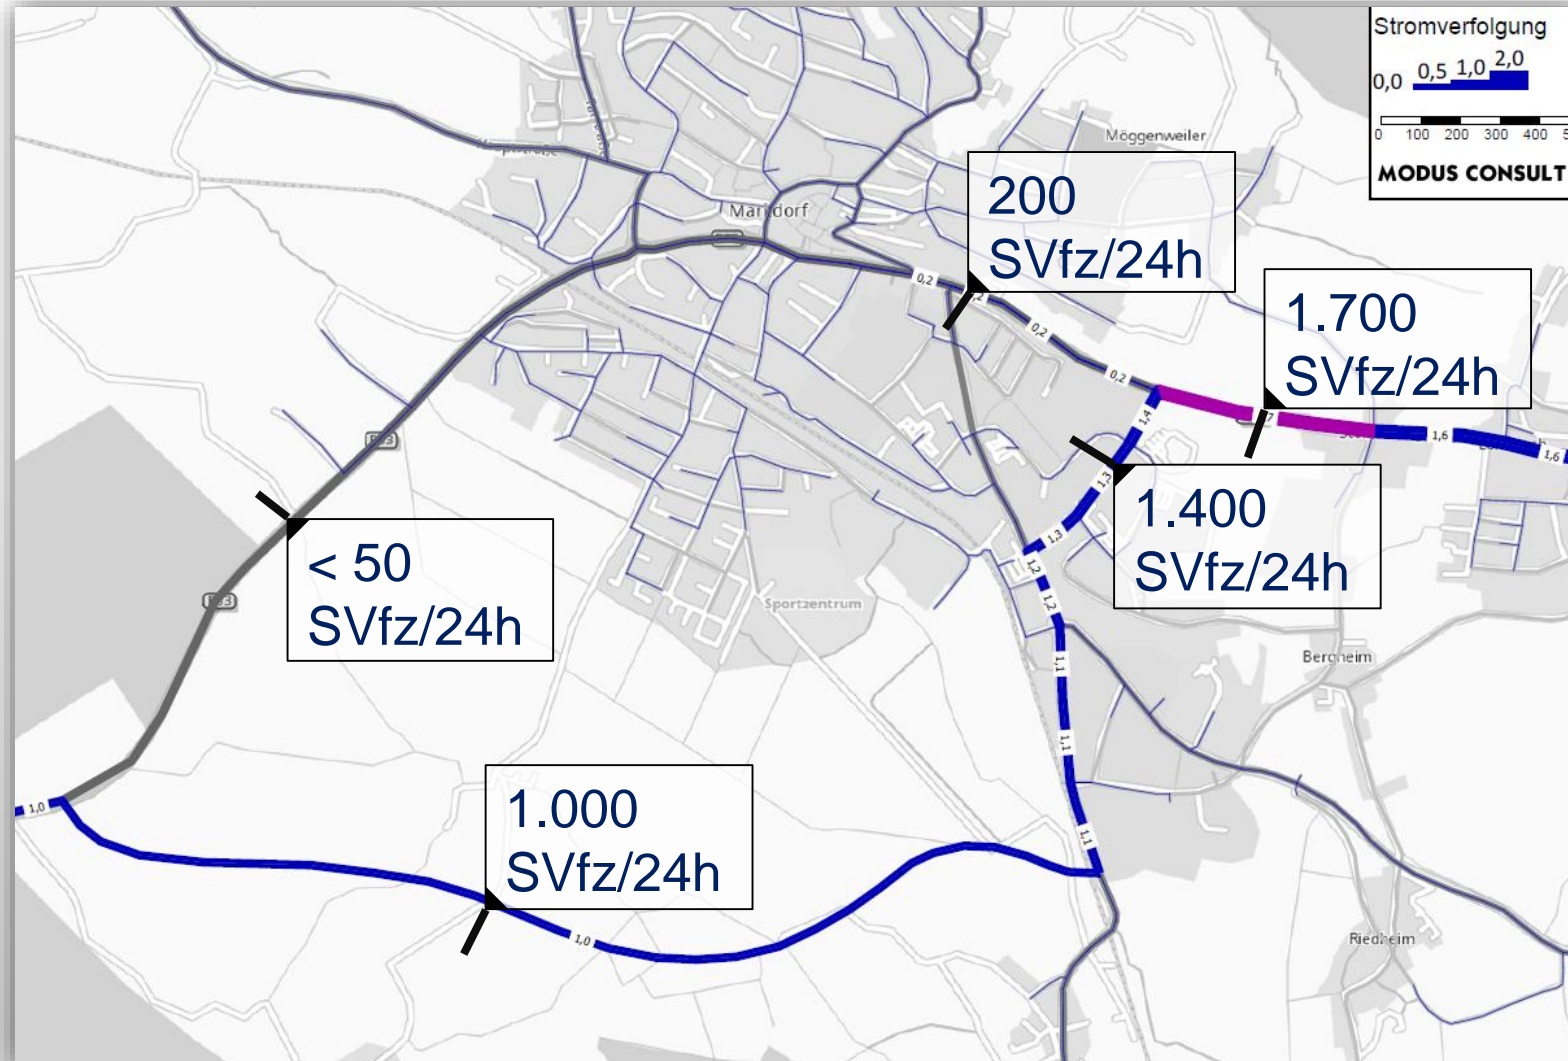 Stromverfolgung
0,0 0,5 1,0 2,0
0 100 200 300 400
MODUS CONSULT
Möggenweiler
200
SVfz/24h
Markdorf
0,2
0,2
0,2
1.700
SVfz/24h
1,4
1,6
1,6
1,3
1.400
SVfz/24h
1,3
< 50
SVfz/24h
1,2
1,2
B33
Sportzentrum
1,1
Bergheim
1,1
1.000
SVfz/24h
1,0
1,1
1,0
Riedheim